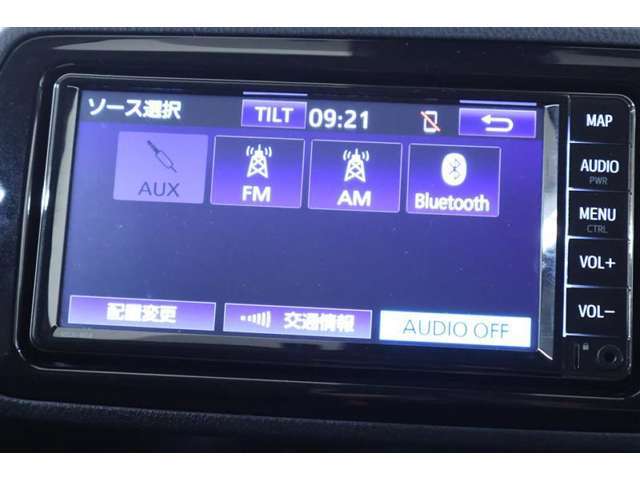 ソース選択
TILT
09:21
AUX
FM
AM
Bluetooth
配置変更
交通情報
AUDIO OFF
MAP
AUDIO
PWR
MENU
CTRL
VOL+
VOL−